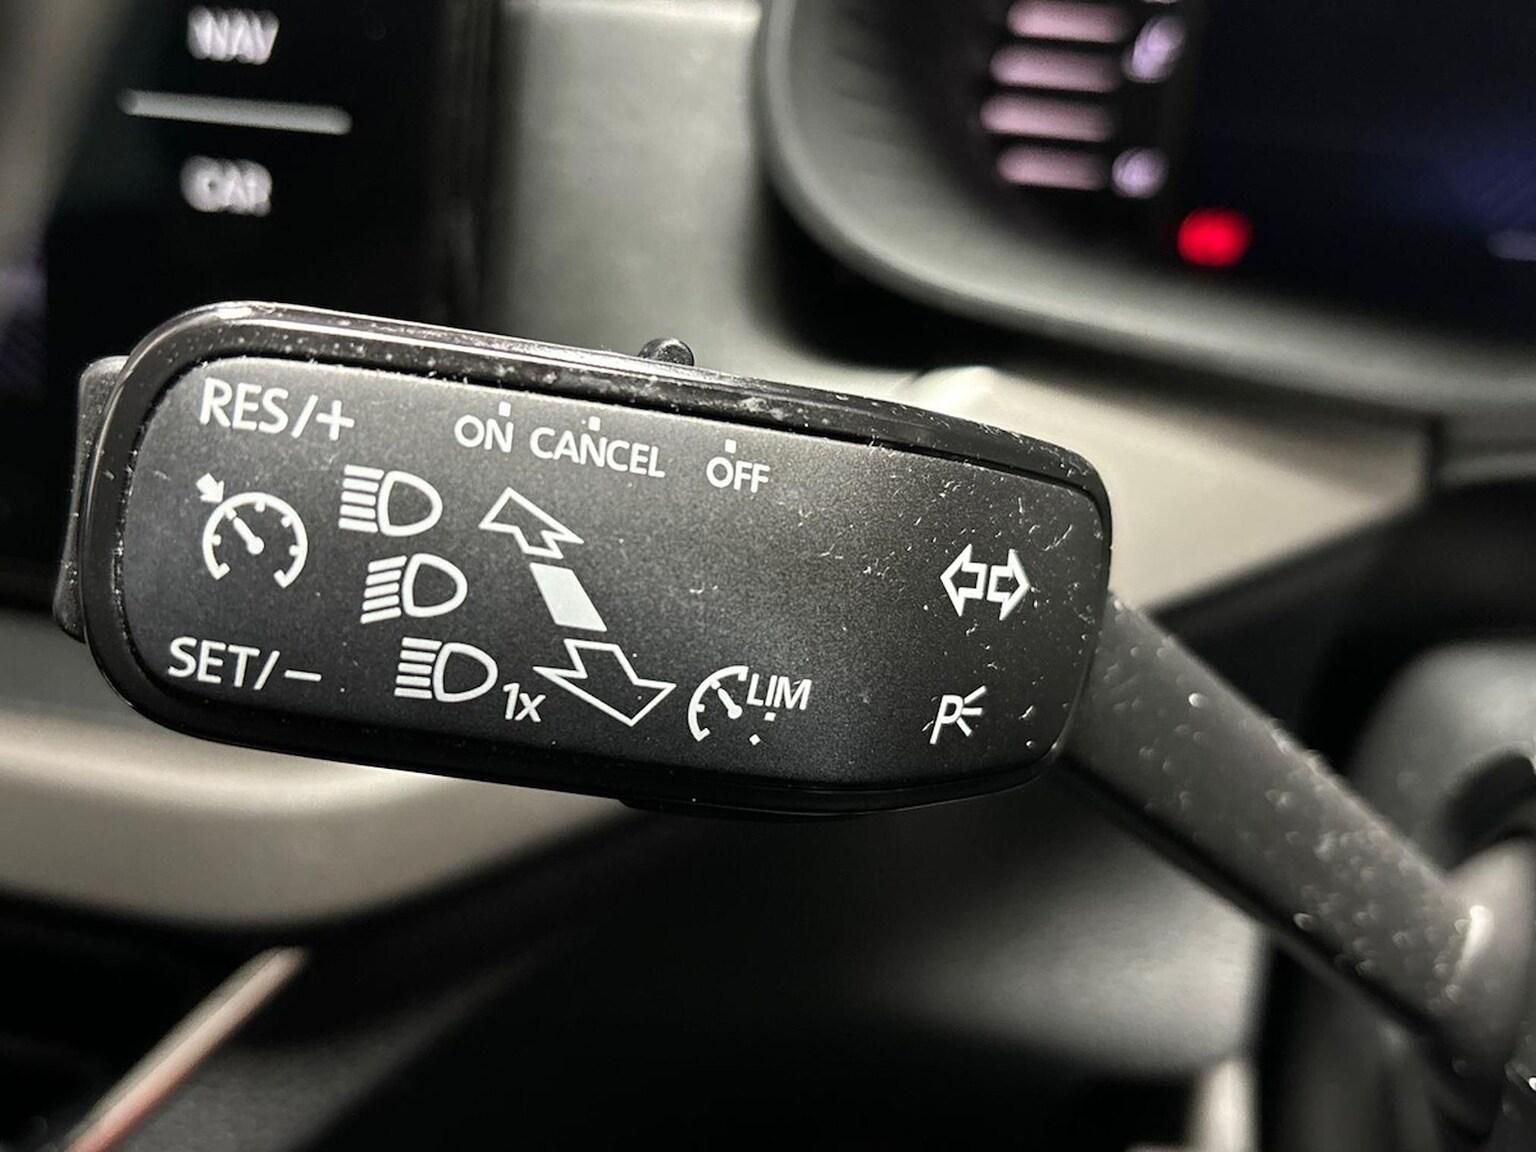 NAV
CAR
RES/+
ON CANCEL OFF
SET/−
1x
LIM
P